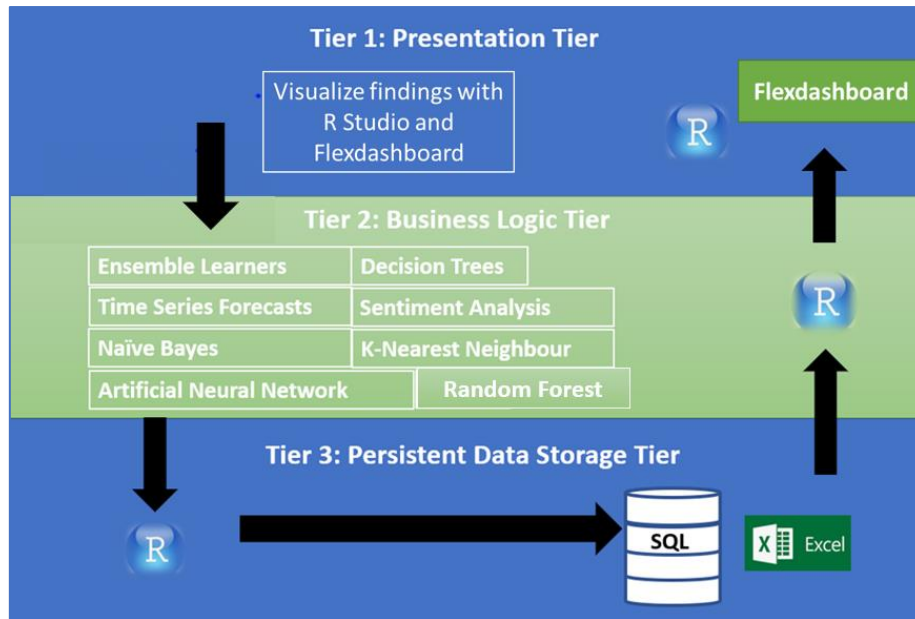 Tier 1: Presentation Tier
Visualize findings with
R Studio and
Flexdashboard
R
Flexdashboard
Tier 2: Business Logic Tier
Ensemble Learners
Decision Trees
Time Series Forecasts
Sentiment Analysis
Naïve Bayes
K-Nearest Neighbour
Artificial Neural Network
Random Forest
R
Tier 3: Persistent Data Storage Tier
R
SQL
X
Excel